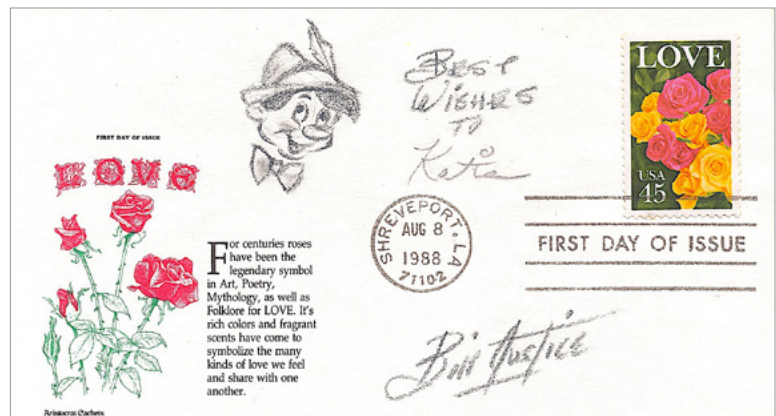 FIRST DAY OF ISSUE
LOVE
For centuries roses
have been the
legendary symbol
in Art, Poetry,
Mythology, as well as
Folklore for LOVE. It's
rich colors and fragrant
scents have come to
symbolize the many
kinds of love we feel
and share with one
another.
Aristocrat Cachets
Best
Wishes
to
Katie
SHREVEPORT, LA
AUG 8
1988
71102
LOVE
USA
45
FIRST DAY OF ISSUE
Bill Justice